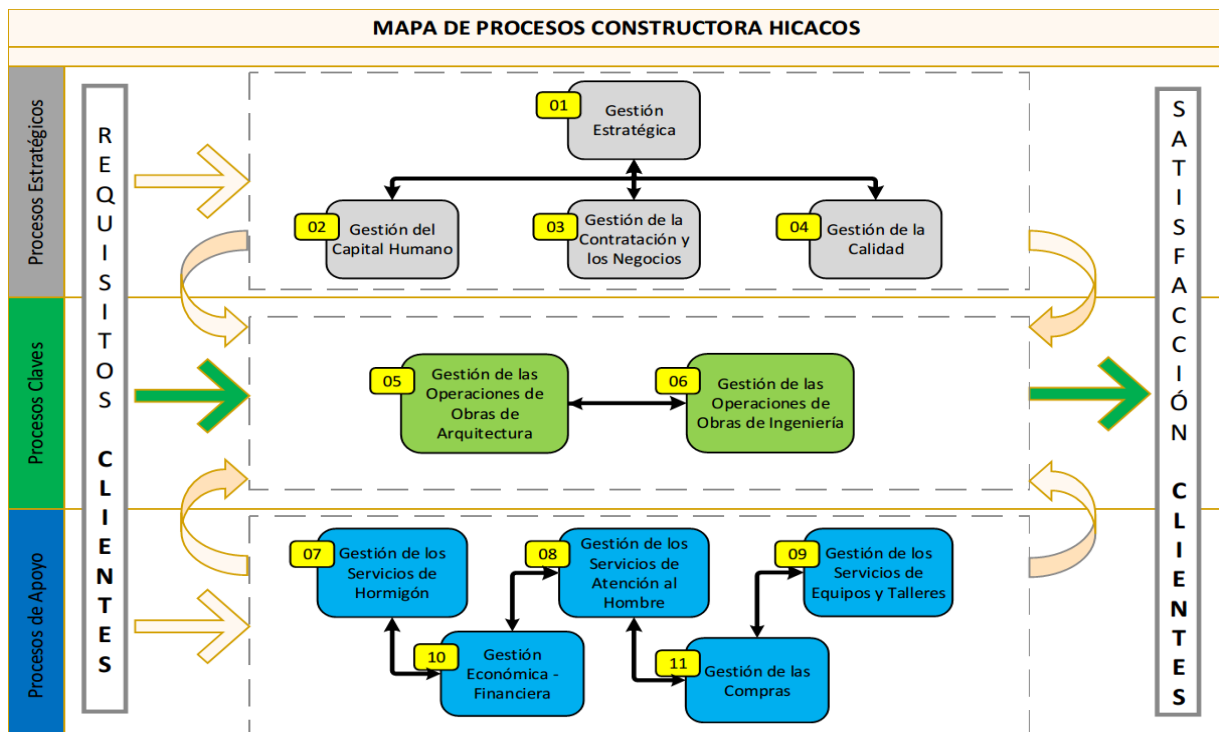 MAPA DE PROCESOS CONSTRUCTORA HICACOS
Procesos Estratégicos
REQUISITOS CLIENTES
01
Gestión
Estratégica
02
Gestión del
Capital Humano
03
Gestión de la
Contratación y
los Negocios
04
Gestión de la
Calidad
Procesos Claves
05
Gestión de las
Operaciones de
Obras de
Arquitectura
06
Gestión de las
Operaciones de
Obras de Ingeniería
Procesos de Apoyo
07
Gestión de los
Servicios de
Hormigón
08
Gestión de los
Servicios de
Atención al
Hombre
09
Gestión de los
Servicios de
Equipos y Talleres
10
Gestión
Económica -
Financiera
11
Gestión de las
Compras
SATISFACCIÓN CLIENTES